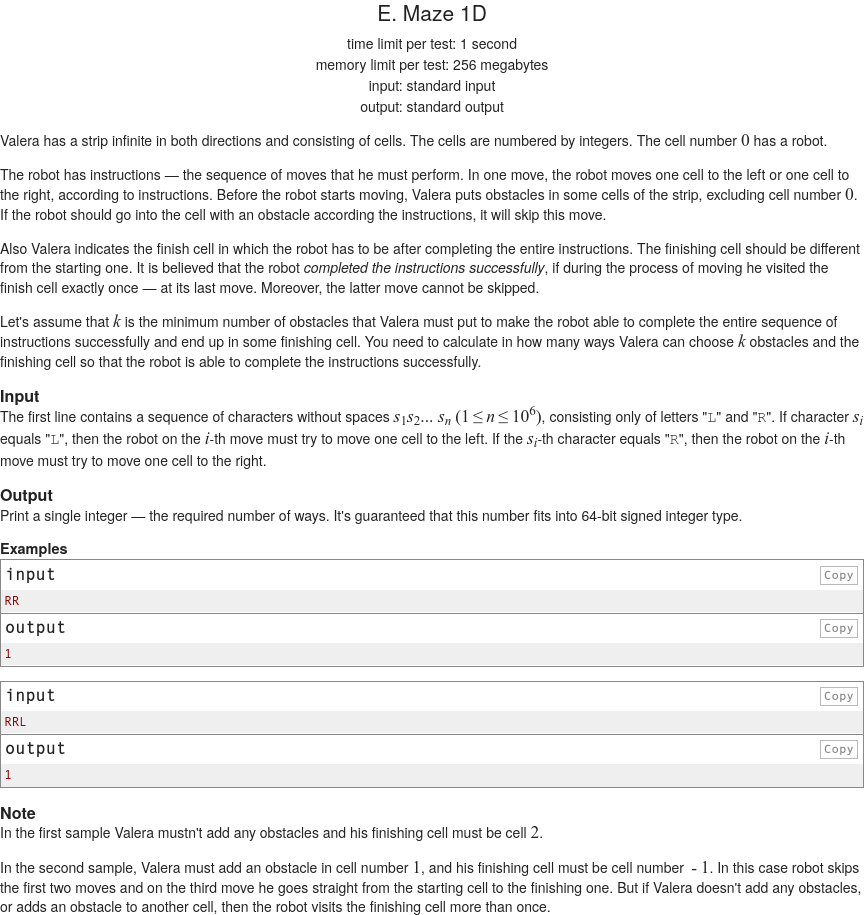 E. Maze 1D
time limit per test: 1 second
memory limit per test: 256 megabytes
input: standard input
output: standard output
Valera has a strip infinite in both directions and consisting of cells. The cells are numbered by integers. The cell number 0 has a robot.
The robot has instructions — the sequence of moves that he must perform. In one move, the robot moves one cell to the left or one cell to
the right, according to instructions. Before the robot starts moving, Valera puts obstacles in some cells of the strip, excluding cell number 0.
If the robot should go into the cell with an obstacle according the instructions, it will skip this move.
Also Valera indicates the finish cell in which the robot has to be after completing the entire instructions. The finishing cell should be different
from the starting one. It is believed that the robot completed the instructions successfully, if during the process of moving he visited the
finish cell exactly once — at its last move. Moreover, the latter move cannot be skipped.
Let's assume that k is the minimum number of obstacles that Valera must put to make the robot able to complete the entire sequence of
instructions successfully and end up in some finishing cell. You need to calculate in how many ways Valera can choose k obstacles and the
finishing cell so that the robot is able to complete the instructions successfully.
Input
The first line contains a sequence of characters without spaces s1s2... sn (1 ≤ n ≤ 10^6), consisting only of letters "L" and "R". If character si
equals "L", then the robot on the i-th move must try to move one cell to the left. If the si-th character equals "R", then the robot on the i-th
move must try to move one cell to the right.
Output
Print a single integer — the required number of ways. It's guaranteed that this number fits into 64-bit signed integer type.
Examples
input Copy
RR
output Copy
1
input Copy
RRL
output Copy
1
Note
In the first sample Valera mustn't add any obstacles and his finishing cell must be cell 2.
In the second sample, Valera must add an obstacle in cell number 1, and his finishing cell must be cell number  - 1. In this case robot skips
the first two moves and on the third move he goes straight from the starting cell to the finishing one. But if Valera doesn't add any obstacles,
or adds an obstacle to another cell, then the robot visits the finishing cell more than once.